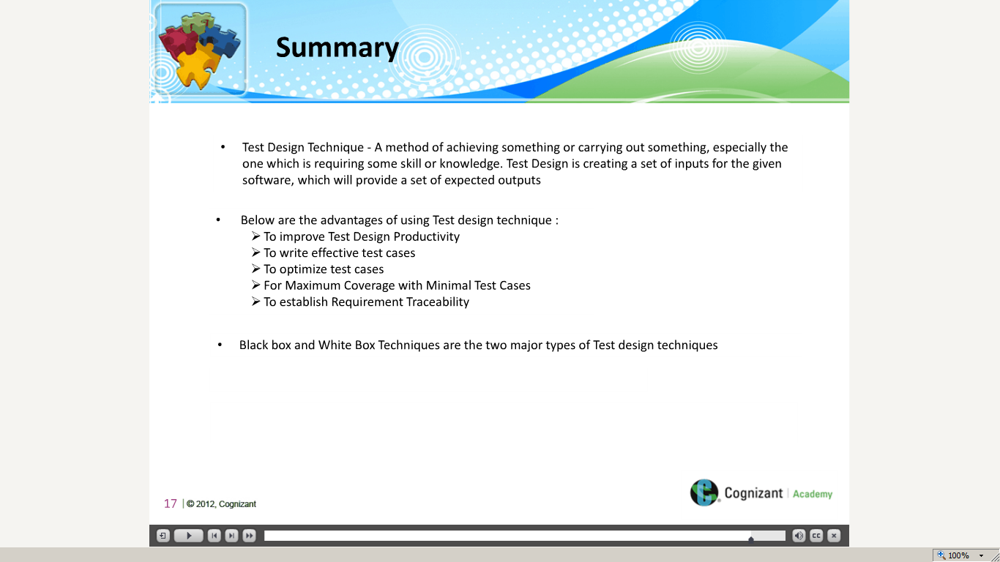 Summary
• Test Design Technique - A method of achieving something or carrying out something, especially the
one which is requiring some skill or knowledge. Test Design is creating a set of inputs for the given
software, which will provide a set of expected outputs
• Below are the advantages of using Test design technique :
➢ To improve Test Design Productivity
➢ To write effective test cases
➢ To optimize test cases
➢ For Maximum Coverage with Minimal Test Cases
➢ To establish Requirement Traceability
• Black box and White Box Techniques are the two major types of Test design techniques
Cognizant | Academy
17 | © 2012, Cognizant
CC
100%